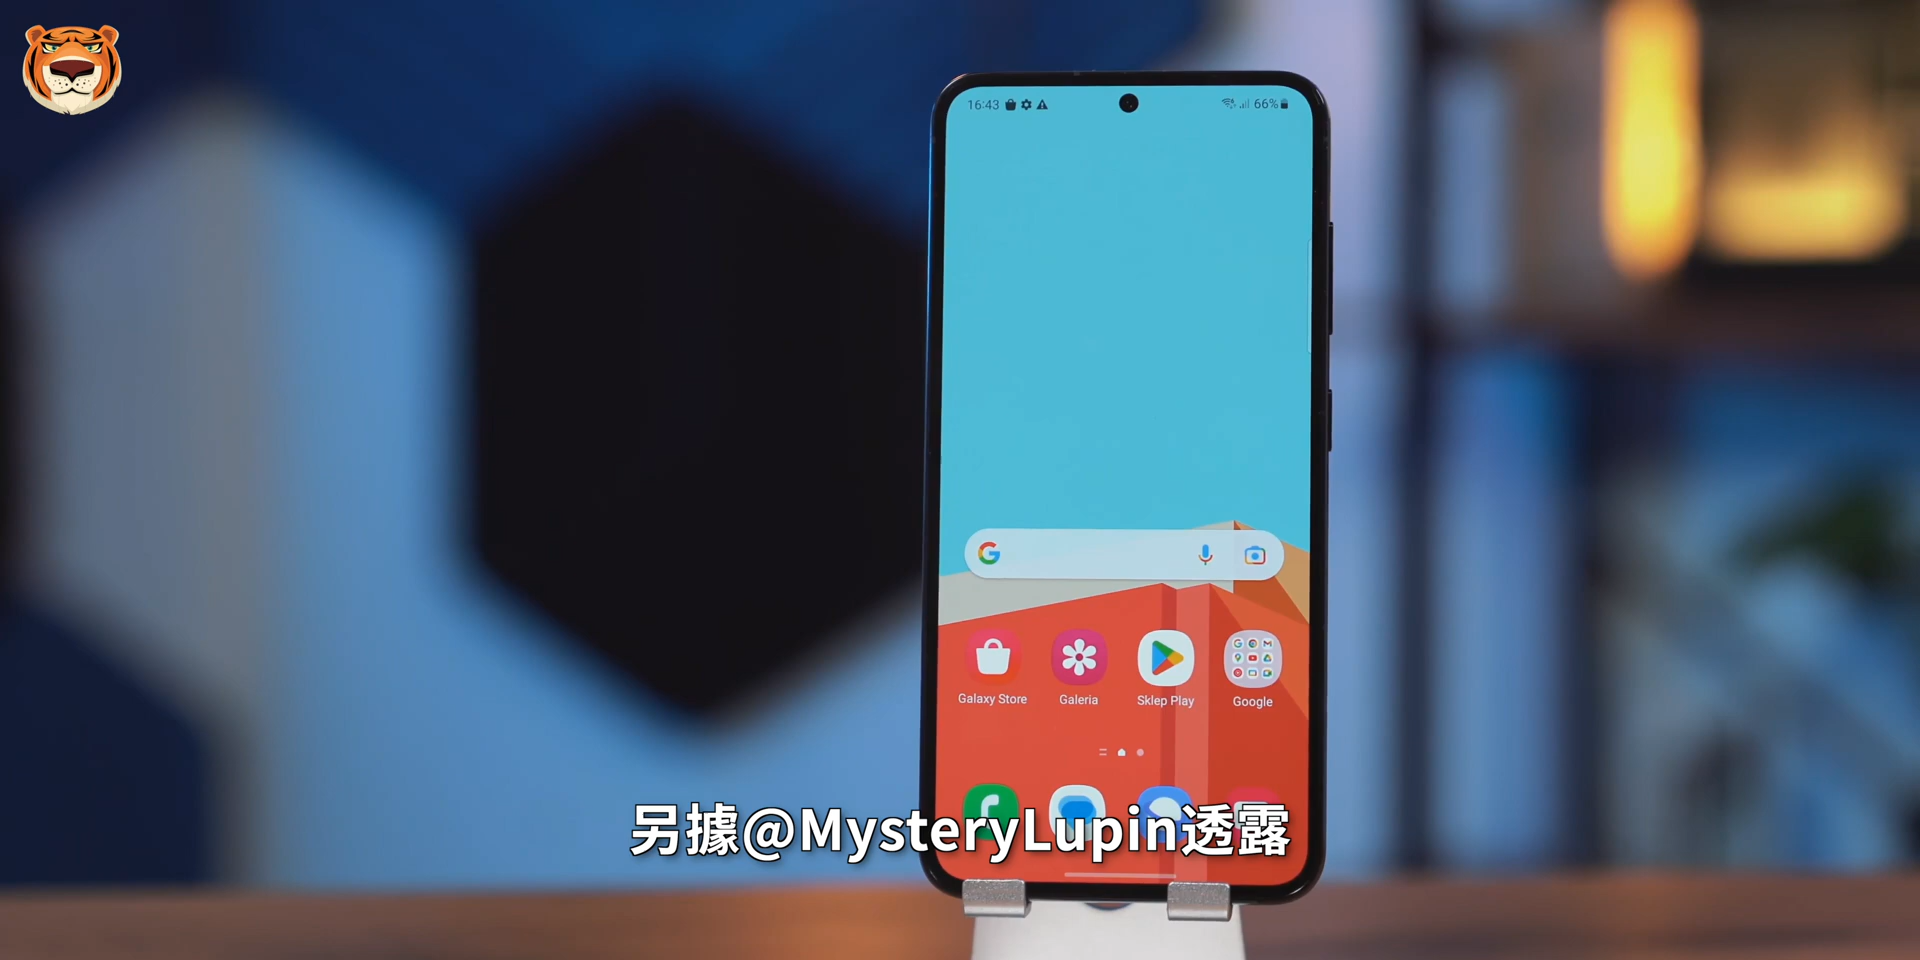 16:43
66%
Galaxy Store
Galeria
Sklep Play
Google
另據@MysteryLupin透露